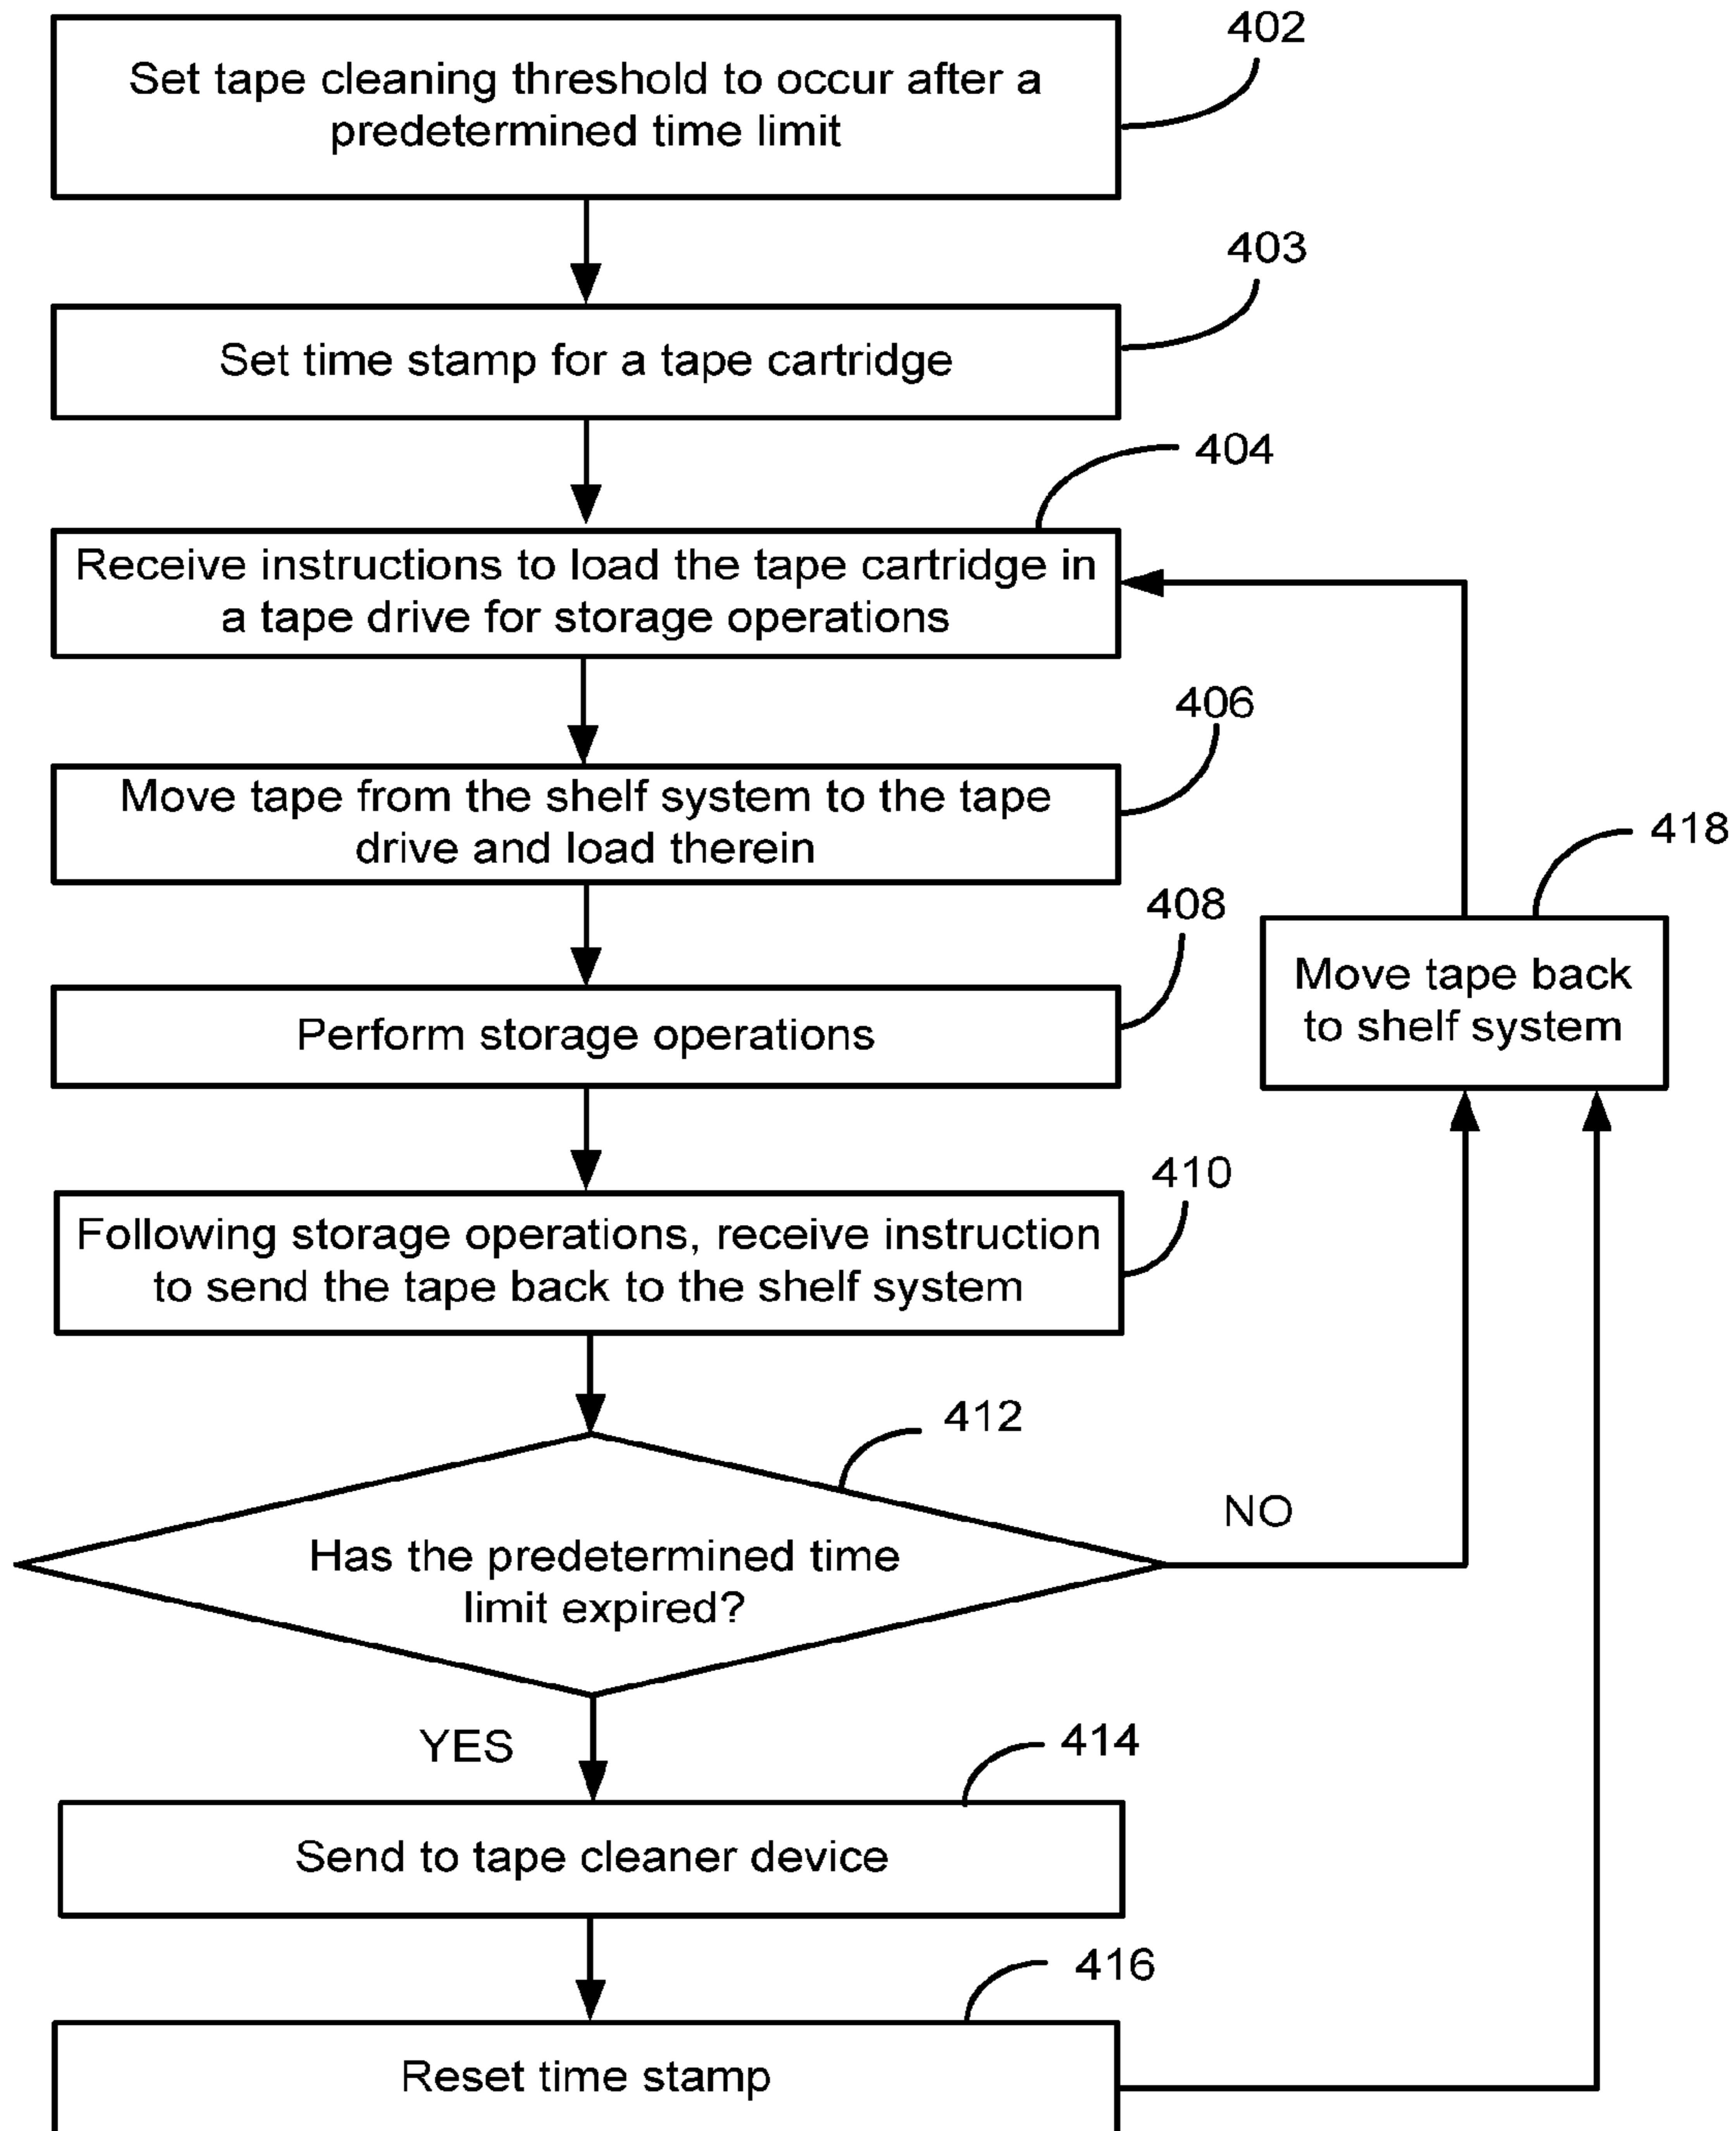 402
Set tape cleaning threshold to occur after a
predetermined time limit
403
Set time stamp for a tape cartridge
404
Receive instructions to load the tape cartridge in
a tape drive for storage operations
406
Move tape from the shelf system to the tape
drive and load therein
418
408
Move tape back
to shelf system
Perform storage operations
410
Following storage operations, receive instruction
to send the tape back to the shelf system
412
NO
Has the predetermined time
limit expired?
YES
414
Send to tape cleaner device
416
Reset time stamp